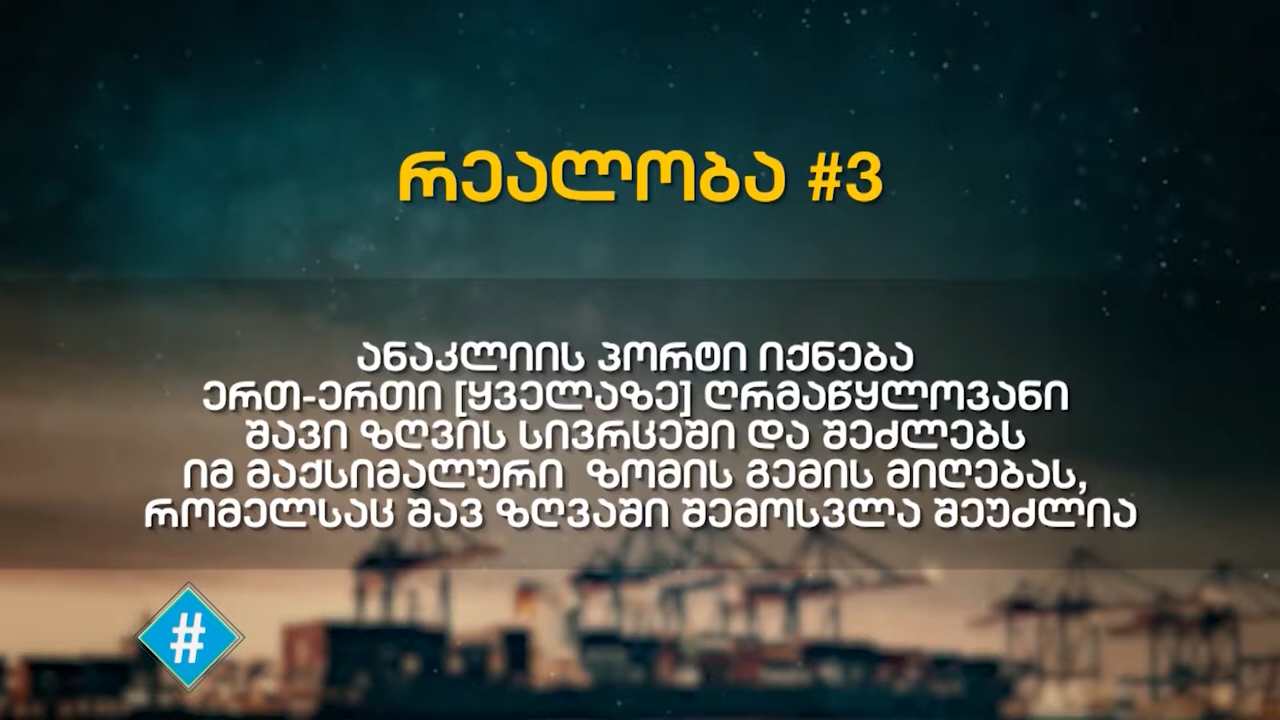 რეალობა #3
ანაკლიის პორტი იქნება
ერთ-ერთი [ყველაზე] ღრმაწყლოვანი
შავი ზღვის სივრცეში და შეძლებს
იმ მაქსიმალური ზომის გემის მიღებას,
რომელსაც შავ ზღვაში შემოსვლა შეუძლია
#